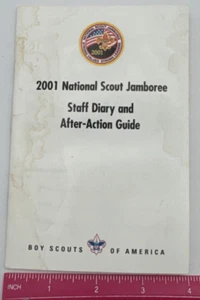 2001
2001 National Scout Jamboree
Staff Diary and
After-Action Guide
BOY SCOUTS OF AMERICA
INCH 1 2 3 4